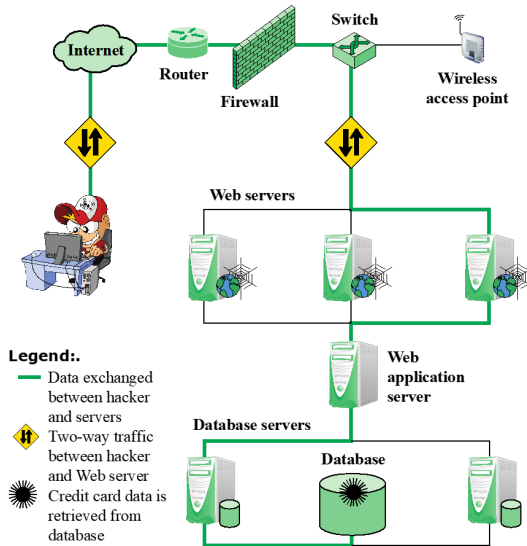 Switch
Internet
Router
Firewall
Wireless
access point
Web servers
Legend:.
Data exchanged
between hacker
and servers
Two-way traffic
between hacker
and Web server
Credit card data is
retrieved from
database
Web
application
server
Database servers
Database